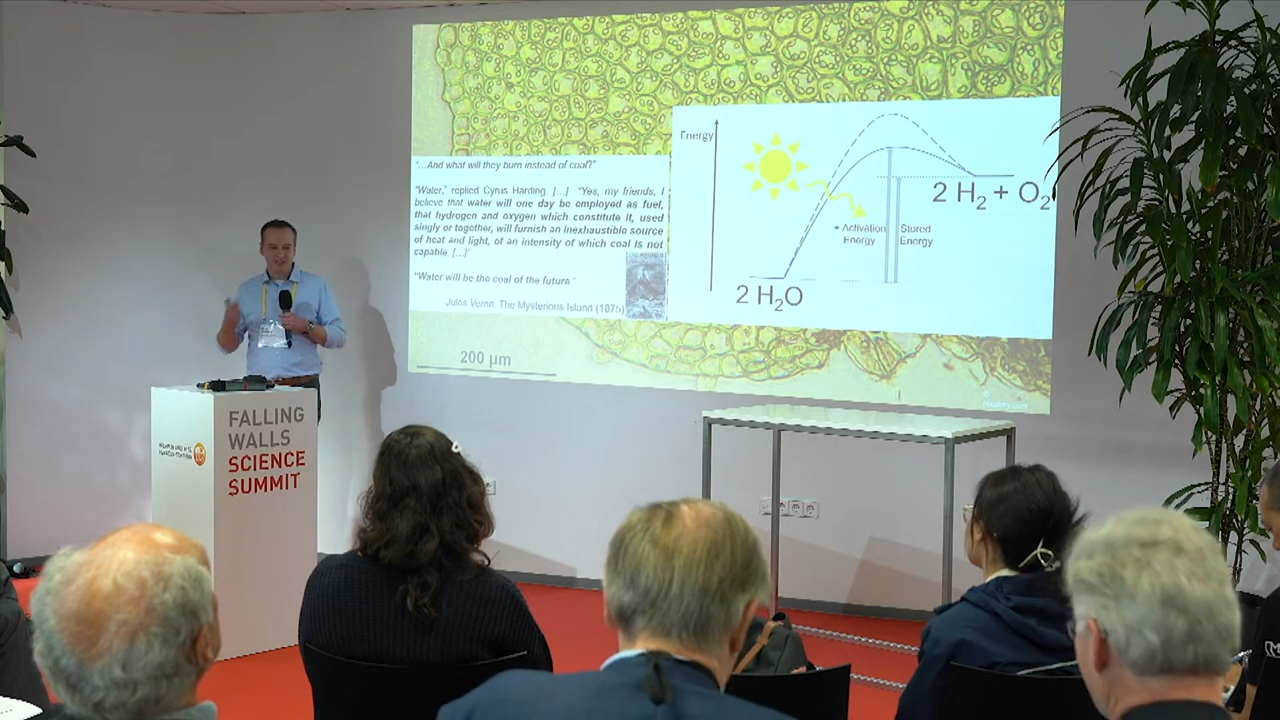 "...And what will they burn instead of coal?"
"Water," replied Cyrus Harding […] "Yes, my friends, I
believe that water will one day be employed as fuel,
that hydrogen and oxygen which constitute it, used
singly or together, will furnish an inexhaustible source
of heat and light, of an intensity of which coal is not
capable. […]"
"Water will be the coal of the future"
Jules Verne, The Mysterious Island (1875)
200 µm
Energy
2 H₂ + O₂
+ Activation
Energy
Stored
Energy
2 H₂O
FALLING
WALLS
SCIENCE
SUMMIT